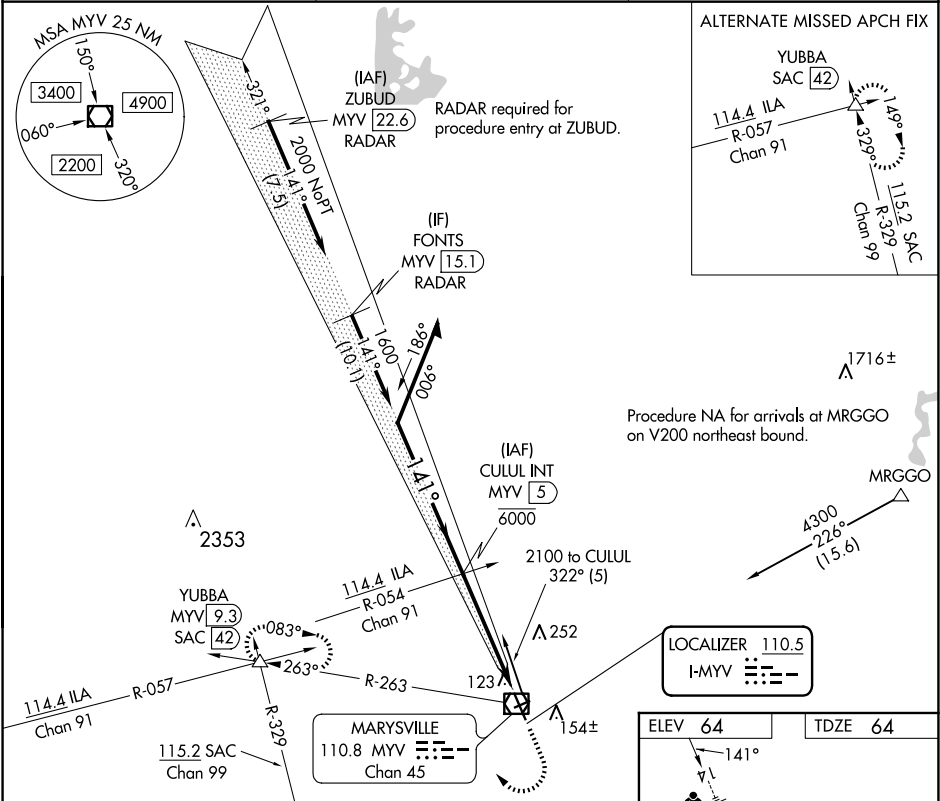 MSA MYV 25 NM
150°
3400
4900
060°
2200
320°
321°
(IAF)
ZUBUD
MYV 22.6
RADAR
RADAR required for
procedure entry at ZUBUD.
2000 NoPT
141°
(7.5)
(IF)
FONTS
MYV 15.1
RADAR
1600
141°
(10.1)
186°
006°
141°
(IAF)
CULUL INT
MYV 5
6000
2100 to CULUL
322° (5)
ALTERNATE MISSED APCH FIX
YUBBA
SAC 42
114.4 ILA
R-057
Chan 91
149°
329°
115.2 SAC
R-329
Chan 99
1716±
Procedure NA for arrivals at MRGGO
on V200 northeast bound.
MRGGO
4300
226°
(15.6)
2353
114.4 ILA
R-054
Chan 91
YUBBA
MYV 9.3
SAC 42
083°
263°
R-263
252
123
154±
114.4 ILA
R-057
Chan 91
R-329
115.2 SAC
Chan 99
MARYSVILLE
110.8 MYV
Chan 45
LOCALIZER 110.5
I-MYV
ELEV 64
TDZE 64
141°